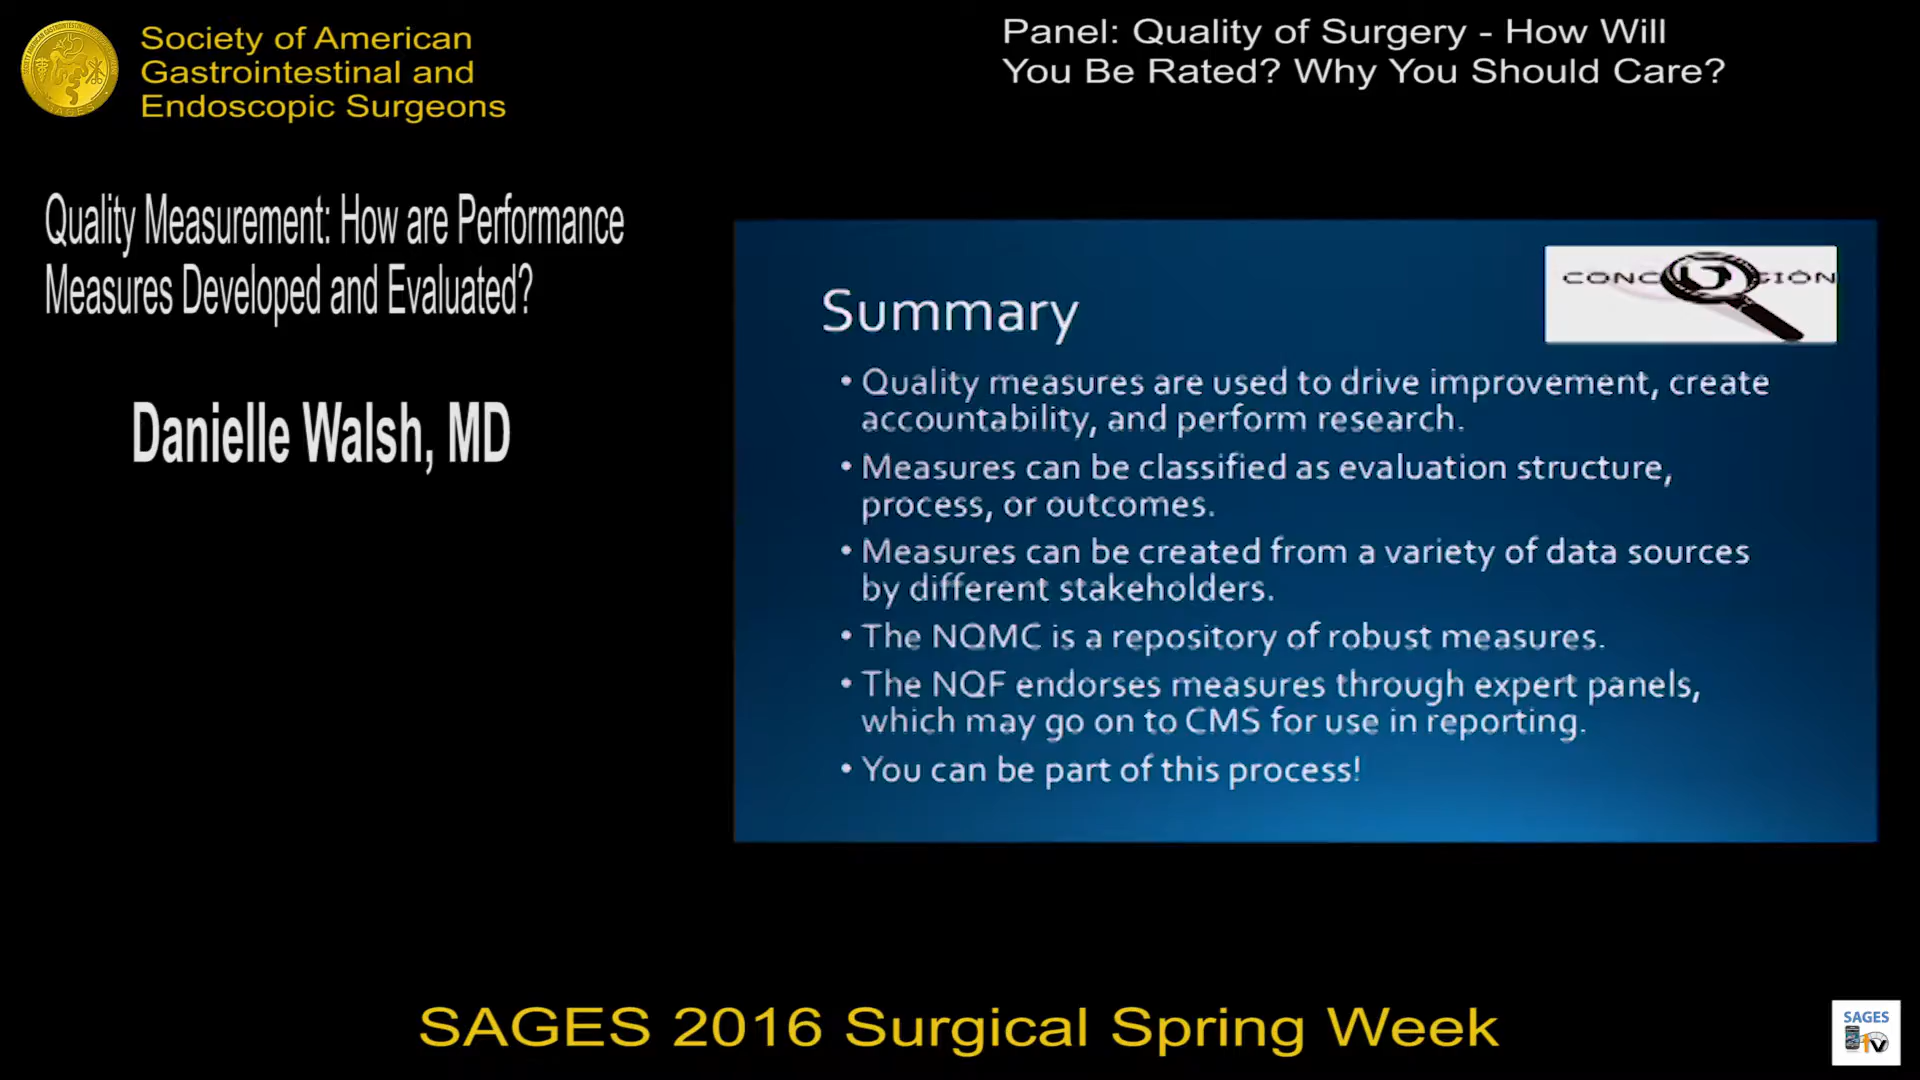 Society of American
Gastrointestinal and
Endoscopic Surgeons
Panel: Quality of Surgery - How Will
You Be Rated? Why You Should Care?
Quality Measurement: How are Performance
Measures Developed and Evaluated?
Danielle Walsh, MD
Summary
• Quality measures are used to drive improvement, create
accountability, and perform research.
• Measures can be classified as evaluation structure,
process, or outcomes.
• Measures can be created from a variety of data sources
by different stakeholders.
• The NQMC is a repository of robust measures.
• The NQF endorses measures through expert panels,
which may go on to CMS for use in reporting.
• You can be part of this process!
SAGES 2016 Surgical Spring Week
SAGES
TV